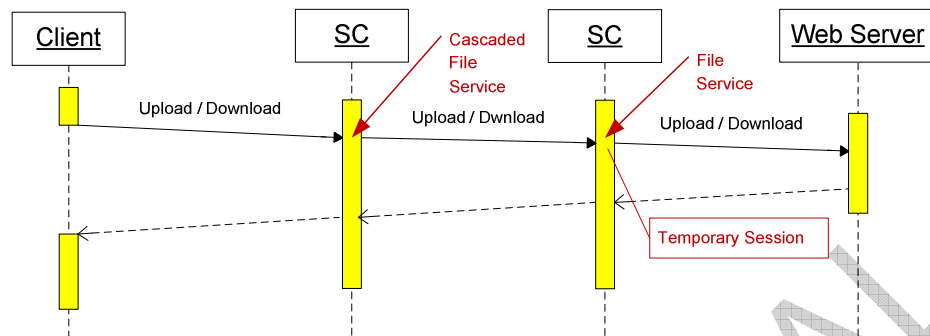 Client
SC
SC
Web Server
Cascaded
File
Service
File
Service
Upload / Download
Upload / Dwnload
Upload / Download
Temporary Session